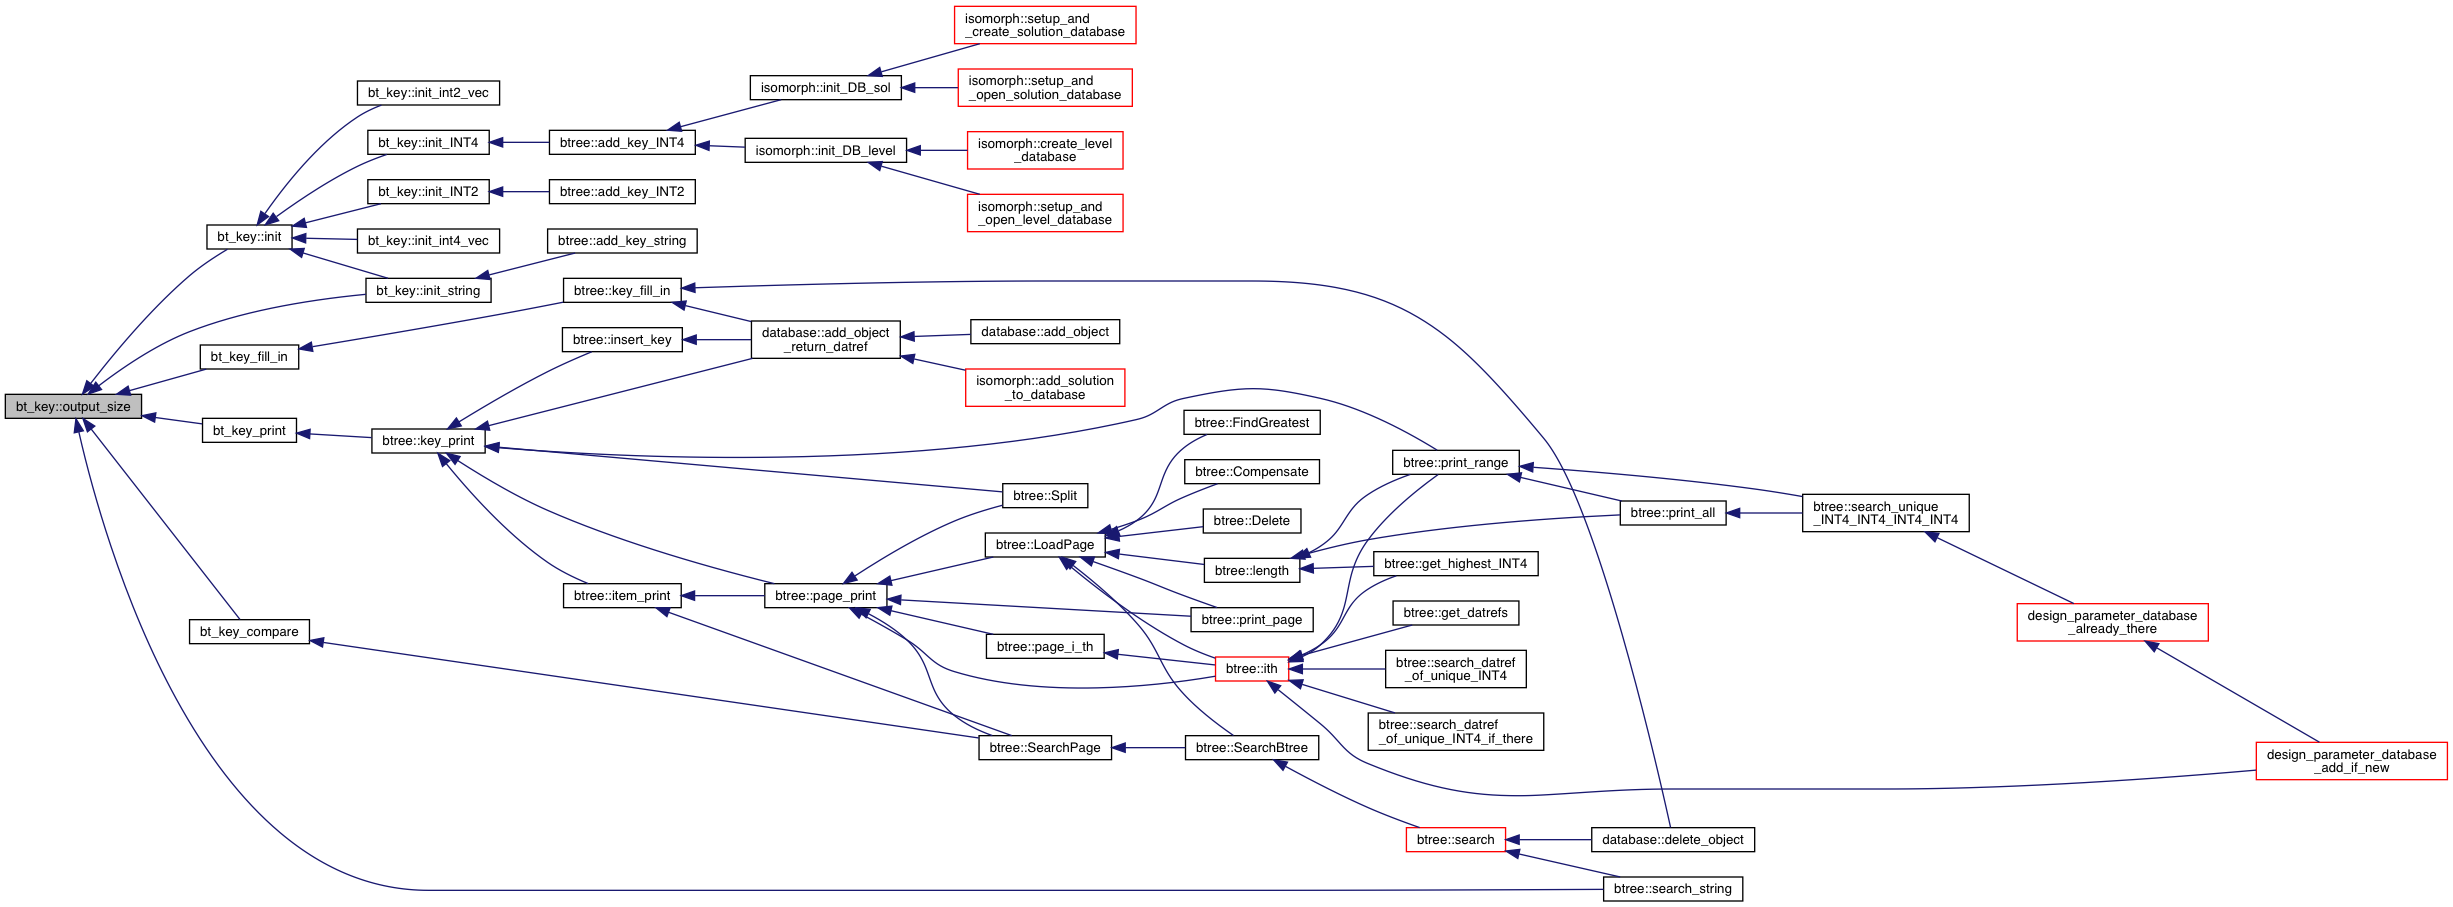 bt_key::output_size
bt_key::init
bt_key_fill_in
bt_key_print
bt_key_compare
bt_key::init_int2_vec
bt_key::init_INT4
bt_key::init_INT2
bt_key::init_int4_vec
bt_key::init_string
btree::key_print
btree::add_key_INT4
btree::add_key_INT2
btree::add_key_string
btree::key_fill_in
btree::insert_key
btree::item_print
isomorph::init_DB_sol
isomorph::init_DB_level
database::add_object
_return_datref
btree::page_print
isomorph::setup_and
_create_solution_database
isomorph::setup_and
_open_solution_database
isomorph::create_level
_database
isomorph::setup_and
_open_level_database
database::add_object
isomorph::add_solution
_to_database
btree::Split
btree::LoadPage
btree::page_i_th
btree::SearchPage
btree::FindGreatest
btree::Compensate
btree::Delete
btree::length
btree::print_page
btree::ith
btree::SearchBtree
btree::print_range
btree::get_highest_INT4
btree::get_datrefs
btree::search_datref
_of_unique_INT4
btree::search_datref
_of_unique_INT4_if_there
btree::search
btree::print_all
database::delete_object
btree::search_string
btree::search_unique
_INT4_INT4_INT4_INT4
design_parameter_database
_already_there
design_parameter_database
_add_if_new